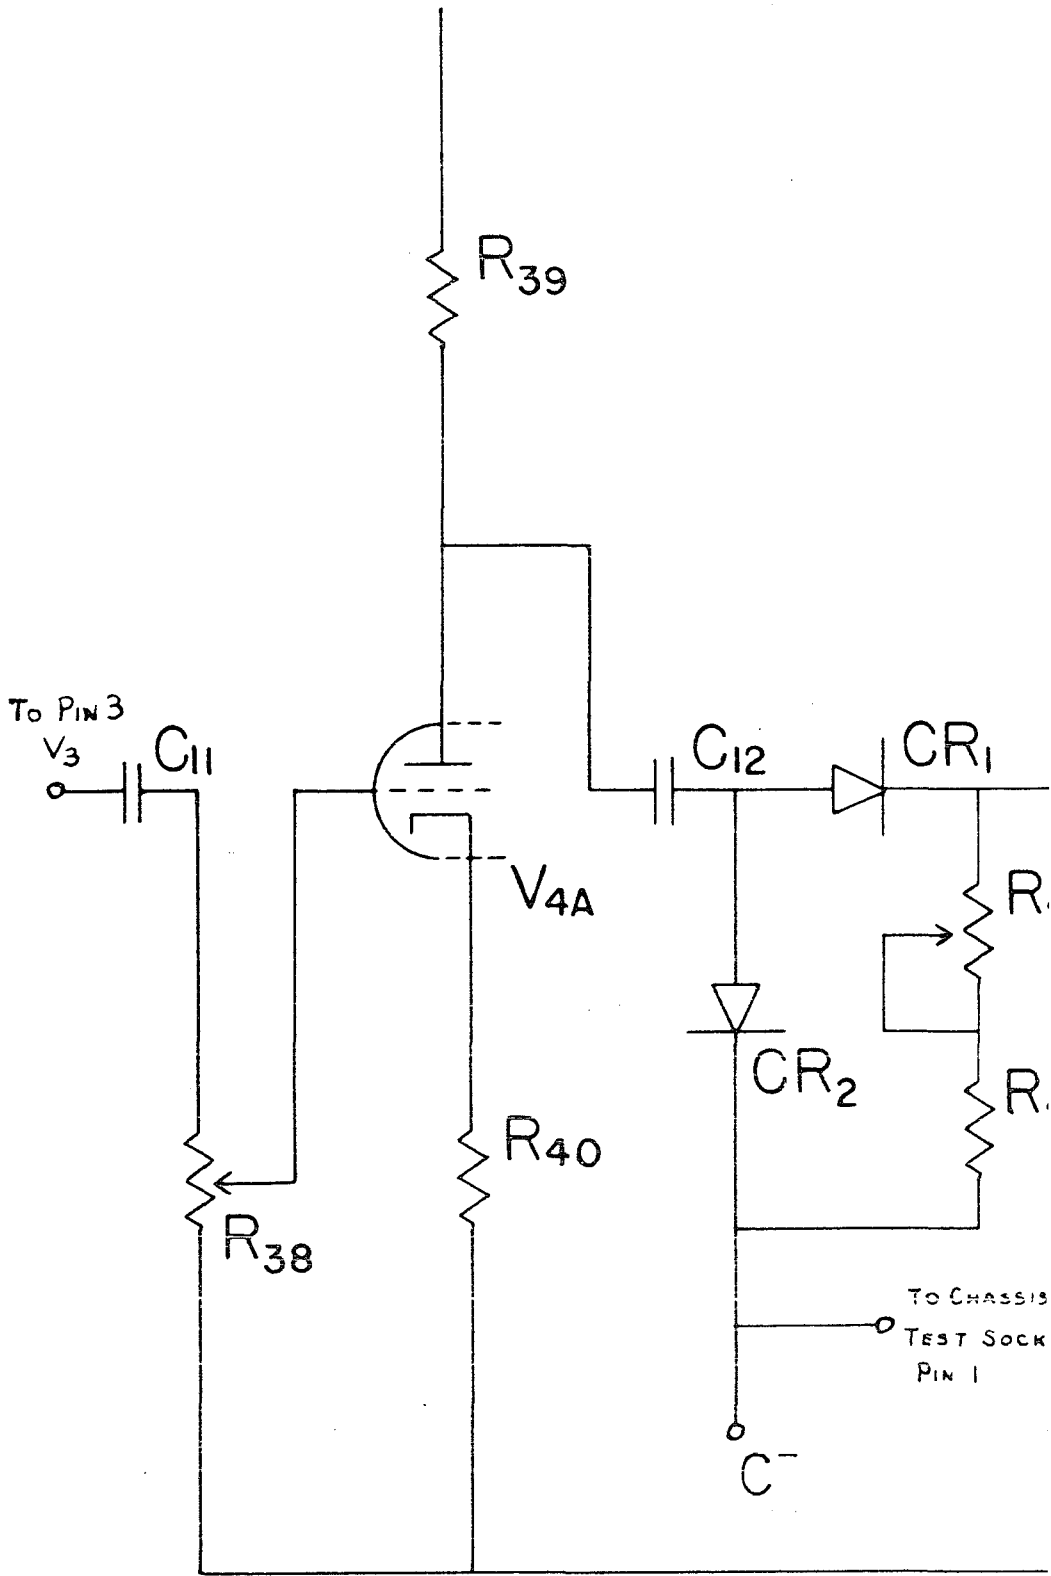 R39
To Pin 3
V3
C11
C12
CR1
V4A
R
CR2
R
R40
R38
To Chassis
Test Sock
Pin 1
C-